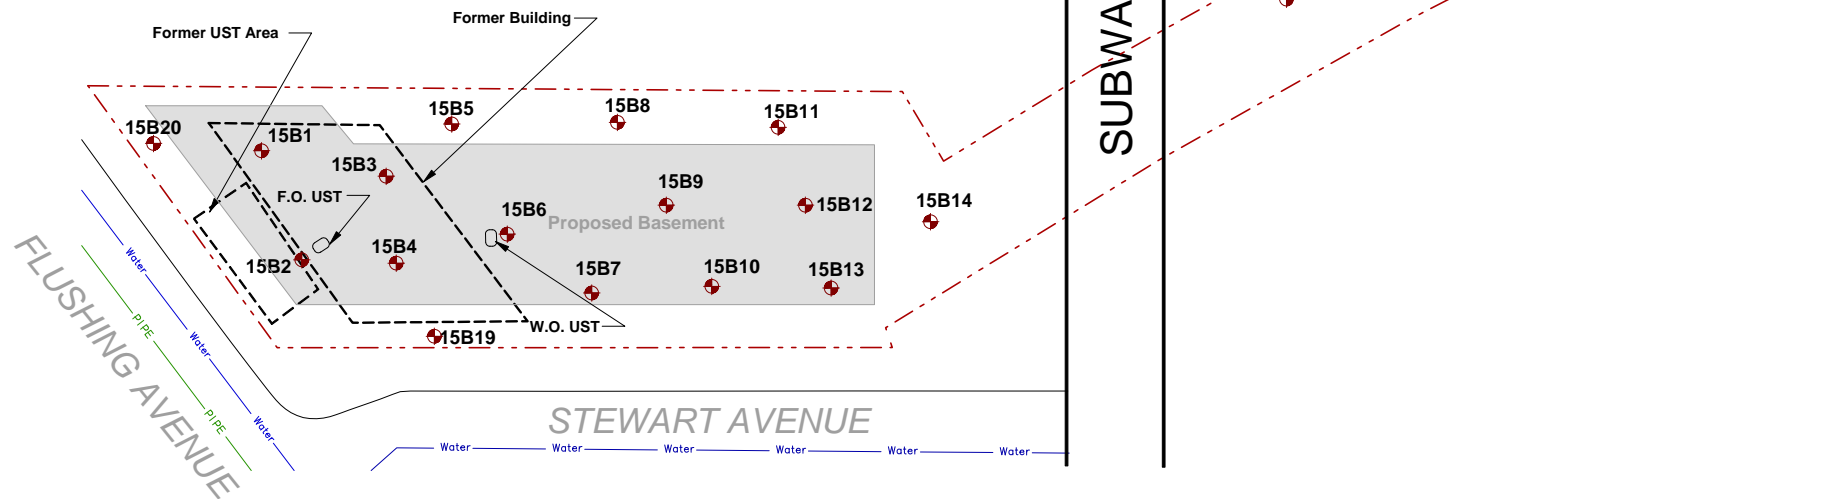 Former Building
Former UST Area
SUBWA
15B5
15B8
15B11
15B20
15B1
15B3
15B9
F.O. UST
15B6
15B12
15B14
Proposed Basement
15B4
15B2
15B7
15B10
15B13
W.O. UST
15B19
FLUSHING AVENUE
STEWART AVENUE
Water
Water
Water
PIPE
PIPE
Water
Water
Water
Water
Water
Water